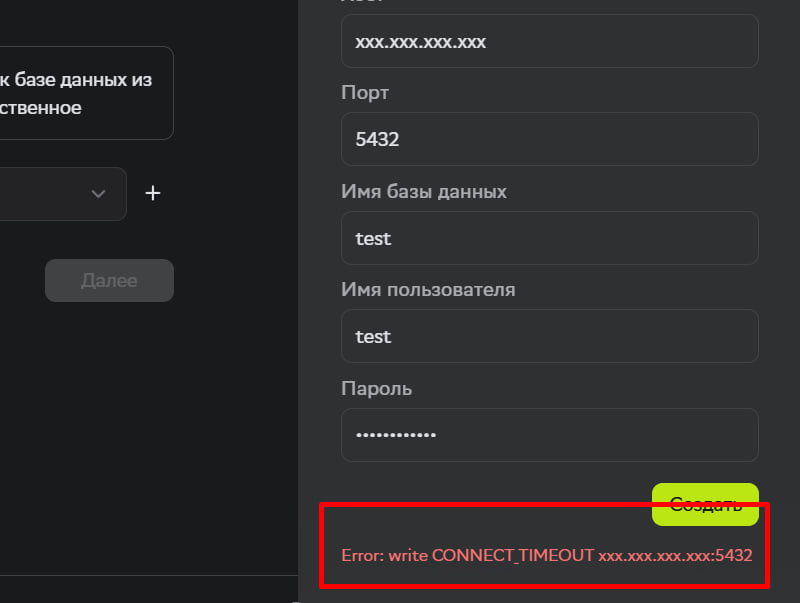 к базе данных из
ственное
Далее
xxx.xxx.xxx.xxx
Порт
5432
Имя базы данных
test
Имя пользователя
test
Пароль
••••••••••••
Создать
Error: write CONNECT_TIMEOUT xxx.xxx.xxx.xxx:5432